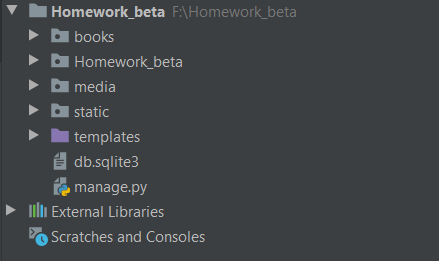 Homework_beta F:\Homework_beta
books
Homework_beta
media
static
templates
db.sqlite3
manage.py
External Libraries
Scratches and Consoles